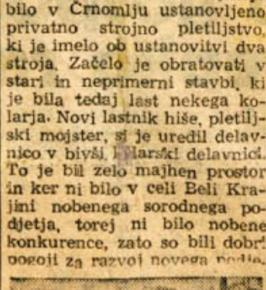 bilo v Črnomlju ustanovljeno
privatno strojno pletiljstvo,
ki je imelo ob ustanovitvi dva
stroja. Začelo je obratovati v
stari in neprimerni stavbi, ki
je bila tedaj last nekega ko-
larja. Novi lastnik hiše, pletilj-
ski mojster, si je uredil delav-
nico v bivši delavnici.
To je bil zelo majhen prostor
in ker ni bilo v celi Beli Kra-
jini nobenega sorodnega po-
djetja, torej ni bilo nobene
konkurence, zato so bili dobri
pogoji za razvoj novega